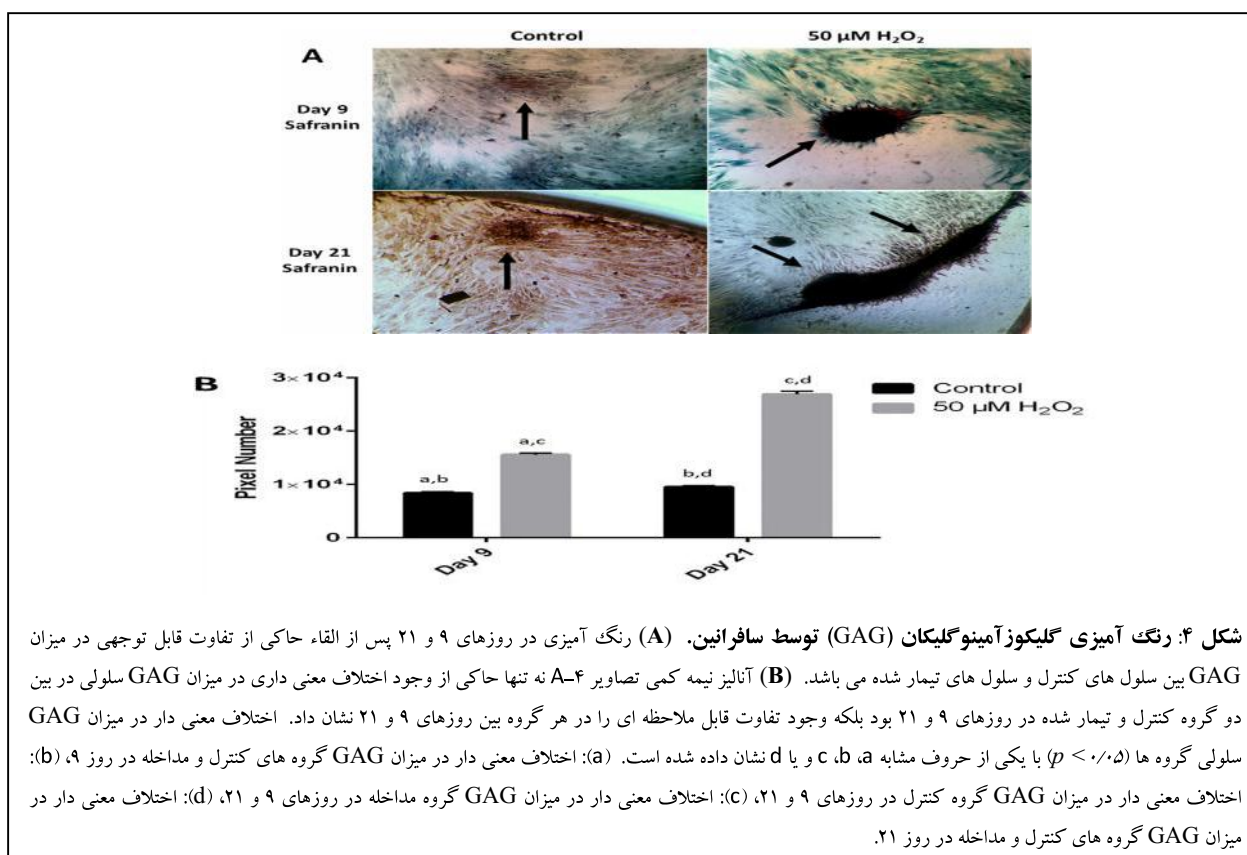 Control
50 µM H₂O₂
A
Day 9
Safranin
Day 21
Safranin
B
Pixel Number
3×10⁴
2×10⁴
1×10⁴
0
a,b
a,c
b,d
c,d
Day 9
Day 21
Control
50 µM H₂O₂
شکل ۴: رنگ آمیزی گلیکوزآمینوگلیکان (GAG) توسط سافرانین. (A) رنگ آمیزی در روزهای ۹ و ۲۱ پس از القاء حاکی از تفاوت قابل توجهی در میزان
GAG بین سلول های کنترل و سلول های تیمار شده می باشد. (B) آنالیز نیمه کمی تصاویر A-۴ نه تنها حاکی از وجود اختلاف معنی داری در میزان GAG سلولی در بین
دو گروه کنترل و تیمار شده در روزهای ۹ و ۲۱ بود بلکه وجود تفاوت قابل ملاحظه ای را در هر گروه بین روزهای ۹ و ۲۱ نشان داد. اختلاف معنی دار در میزان GAG
سلولی گروه ها (p <۰/۰۵) با یکی از حروف مشابه c ،b ،a و یا d نشان داده شده است. (a): اختلاف معنی دار در میزان GAG گروه های کنترل و مداخله در روز ۹، (b):
اختلاف معنی دار در میزان GAG گروه کنترل در روزهای ۹ و ۲۱، (c): اختلاف معنی دار در میزان GAG گروه مداخله در روزهای ۹ و ۲۱، (d): اختلاف معنی دار در
میزان GAG گروه های کنترل و مداخله در روز ۲۱.